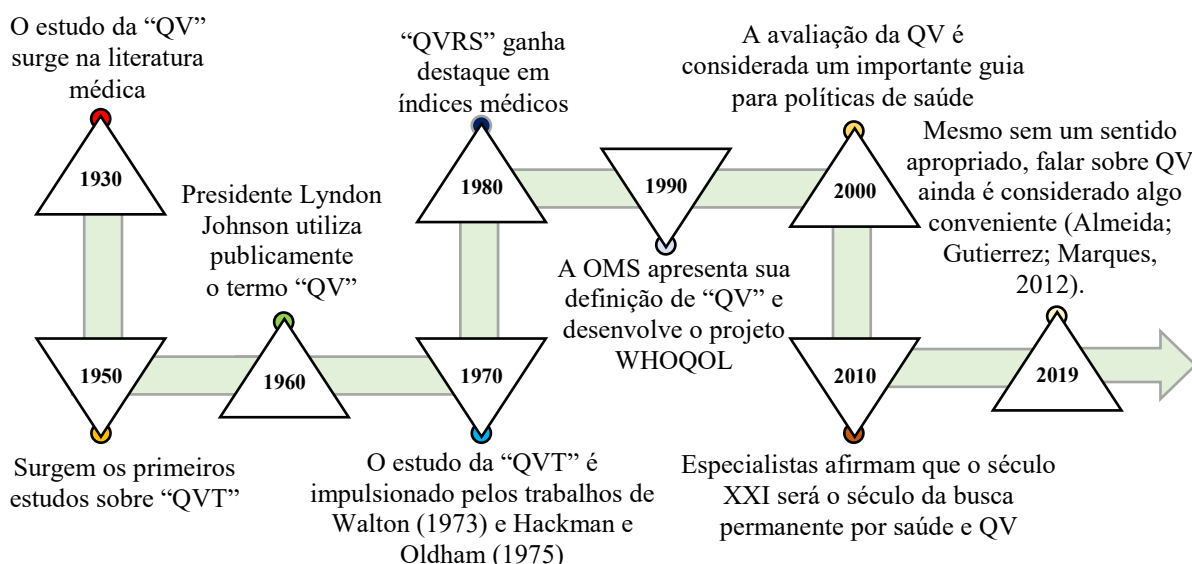 O estudo da “QV”
surge na literatura
médica
1930
1950
Surgem os primeiros
estudos sobre “QVT”
Presidente Lyndon
Johnson utiliza
publicamente
o termo “QV”
1960
1970
O estudo da “QVT” é
impulsionado pelos trabalhos de
Walton (1973) e Hackman e
Oldham (1975)
“QVRS” ganha
destaque em
índices médicos
1980
1990
A OMS apresenta sua
definição de “QV” e
desenvolve o projeto
WHOQOL
A avaliação da QV é
considerada um importante guia
para políticas de saúde
2000
2010
Especialistas afirmam que o século
XXI será o século da busca
permanente por saúde e QV
Mesmo sem um sentido
apropriado, falar sobre QV
ainda é considerado algo
conveniente (Almeida;
Gutierrez; Marques,
2012).
2019